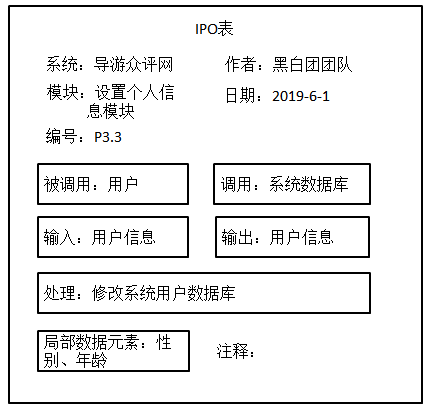 IPO表
系统：导游众评网
作者：黑白团团队
模块：设置个人信
息模块
日期：2019-6-1
编号：P3.3
被调用：用户
调用：系统数据库
输入：用户信息
输出：用户信息
处理：修改系统用户数据库
局部数据元素：性
别、年龄
注释：